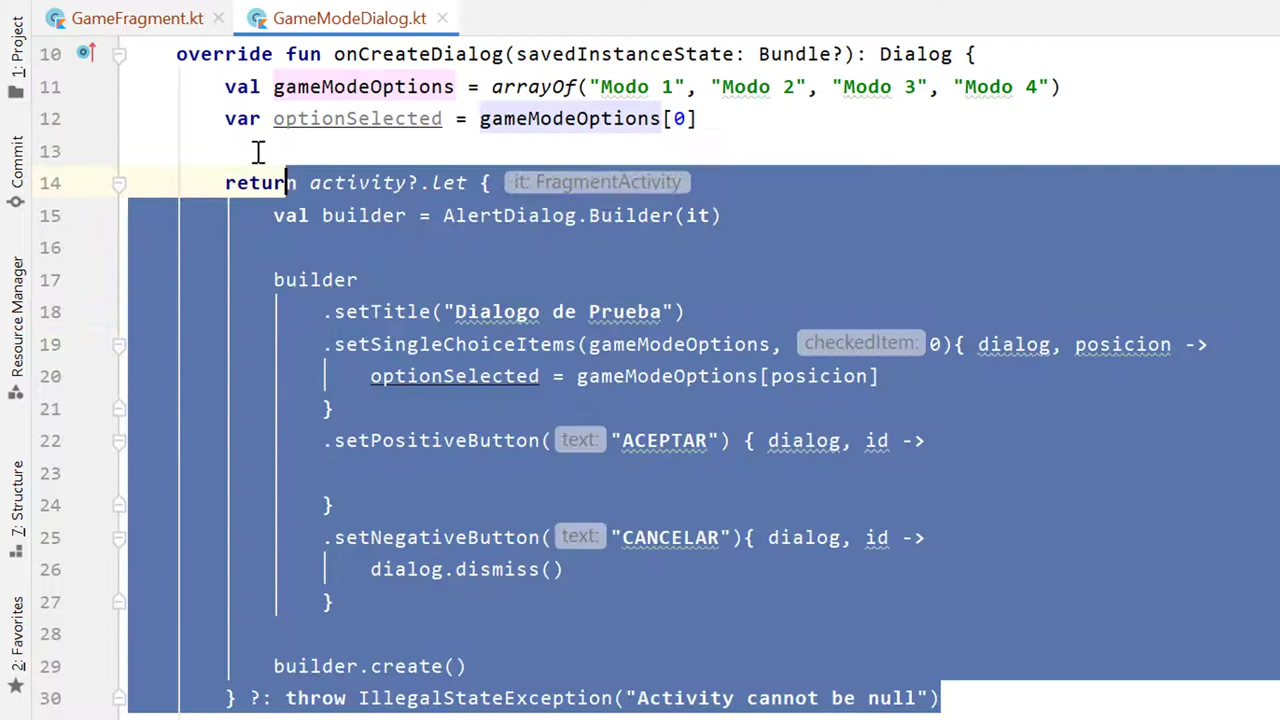 GameFragment.kt GameModeDialog.kt
1: Project
Commit
Resource Manager
7: Structure
2: Favorites
10 override fun onCreateDialog(savedInstanceState: Bundle?): Dialog {
11 val gameModeOptions = arrayOf("Modo 1", "Modo 2", "Modo 3", "Modo 4")
12 var optionSelected = gameModeOptions[0]
13
14 return activity?.let { it: FragmentActivity
15 val builder = AlertDialog.Builder(it)
16
17 builder
18 .setTitle("Dialogo de Prueba")
19 .setSingleChoiceItems(gameModeOptions, checkedItem: 0){ dialog, posicion ->
20 optionSelected = gameModeOptions[posicion]
21 }
22 .setPositiveButton(text: "ACEPTAR") { dialog, id ->
23
24 }
25 .setNegativeButton(text: "CANCELAR"){ dialog, id ->
26 dialog.dismiss()
27 }
28
29 builder.create()
30 } ?: throw IllegalStateException("Activity cannot be null")